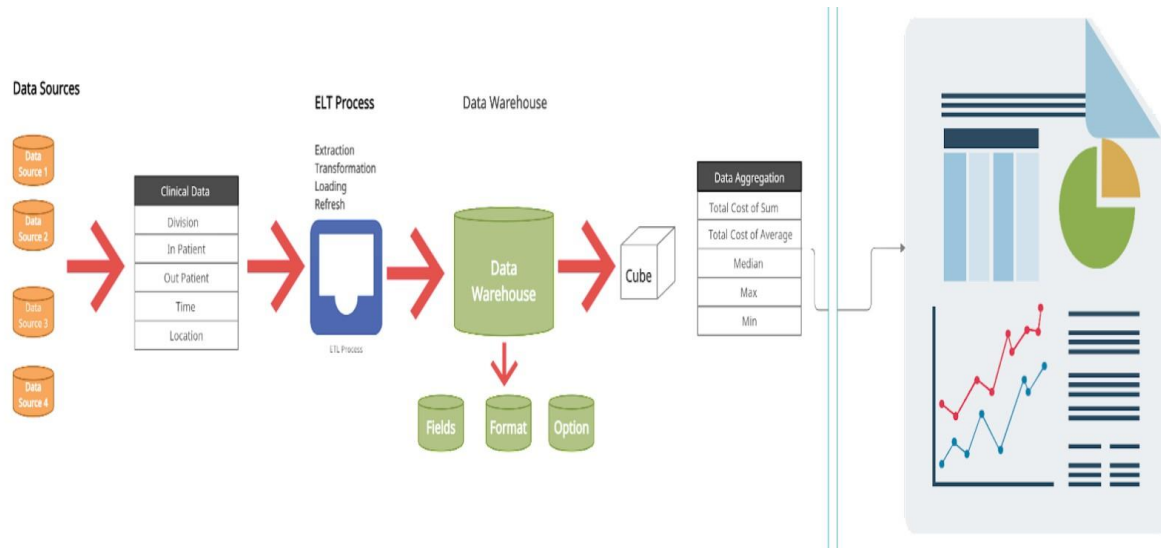 Data Sources
Data
Source 1
Data
Source 2
Data
Source 3
Data
Source 4
Clinical Data
Division
In Patient
Out Patient
Time
Location
ELT Process
Extraction
Transformation
Loading
Refresh
ETL Process
Data Warehouse
Data
Warehouse
Fields
Format
Option
Cube
Data Aggregation
Total Cost of Sum
Total Cost of Average
Median
Max
Min